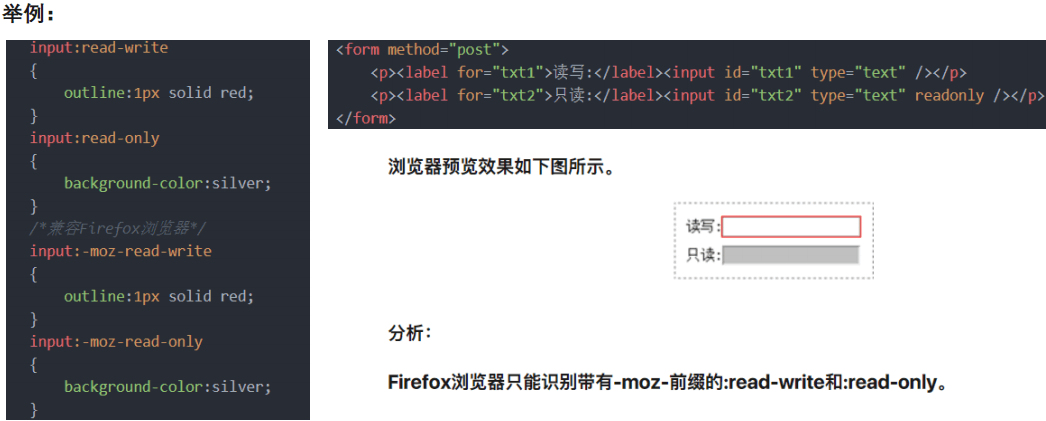 举例：
input:read-write
{
    outline:1px solid red;
}
input:read-only
{
    background-color:silver;
}
/*兼容Firefox浏览器*/
input:-moz-read-write
{
    outline:1px solid red;
}
input:-moz-read-only
{
    background-color:silver;
}
<form method="post">
    <p><label for="txt1">读写:</label><input id="txt1" type="text" /></p>
    <p><label for="txt2">只读:</label><input id="txt2" type="text" readonly /></p>
</form>
浏览器预览效果如下图所示。
读写:
只读:
分析：
Firefox浏览器只能识别带有-moz-前缀的:read-write和:read-only。